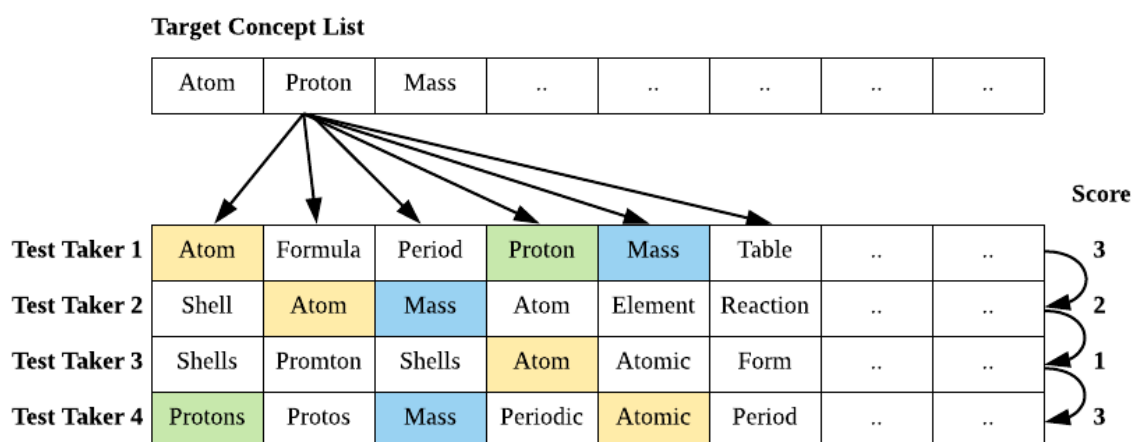 Target Concept List
Atom Proton Mass .. .. .. .. ..
Score
Test Taker 1 Atom Formula Period Proton Mass Table .. .. 3
Test Taker 2 Shell Atom Mass Atom Element Reaction .. .. 2
Test Taker 3 Shells Promton Shells Atom Atomic Form .. .. 1
Test Taker 4 Protons Protos Mass Periodic Atomic Period .. .. 3